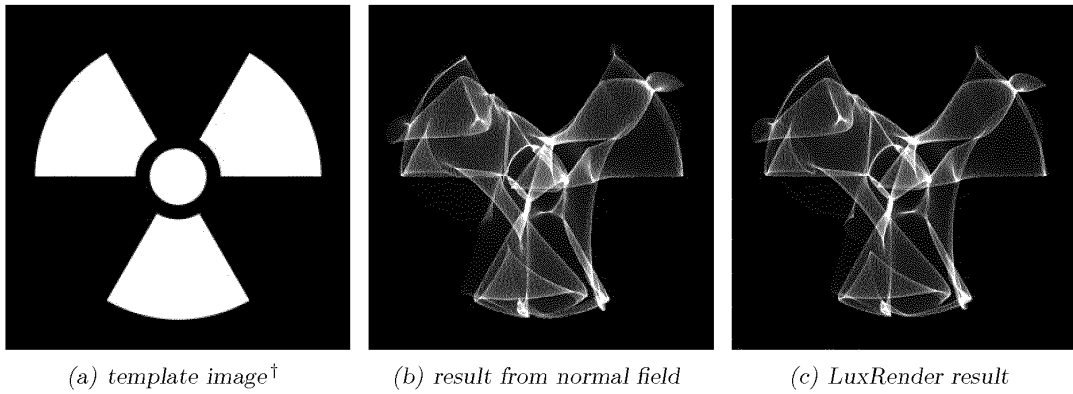 (a) template image†
(b) result from normal field
(c) LuxRender result